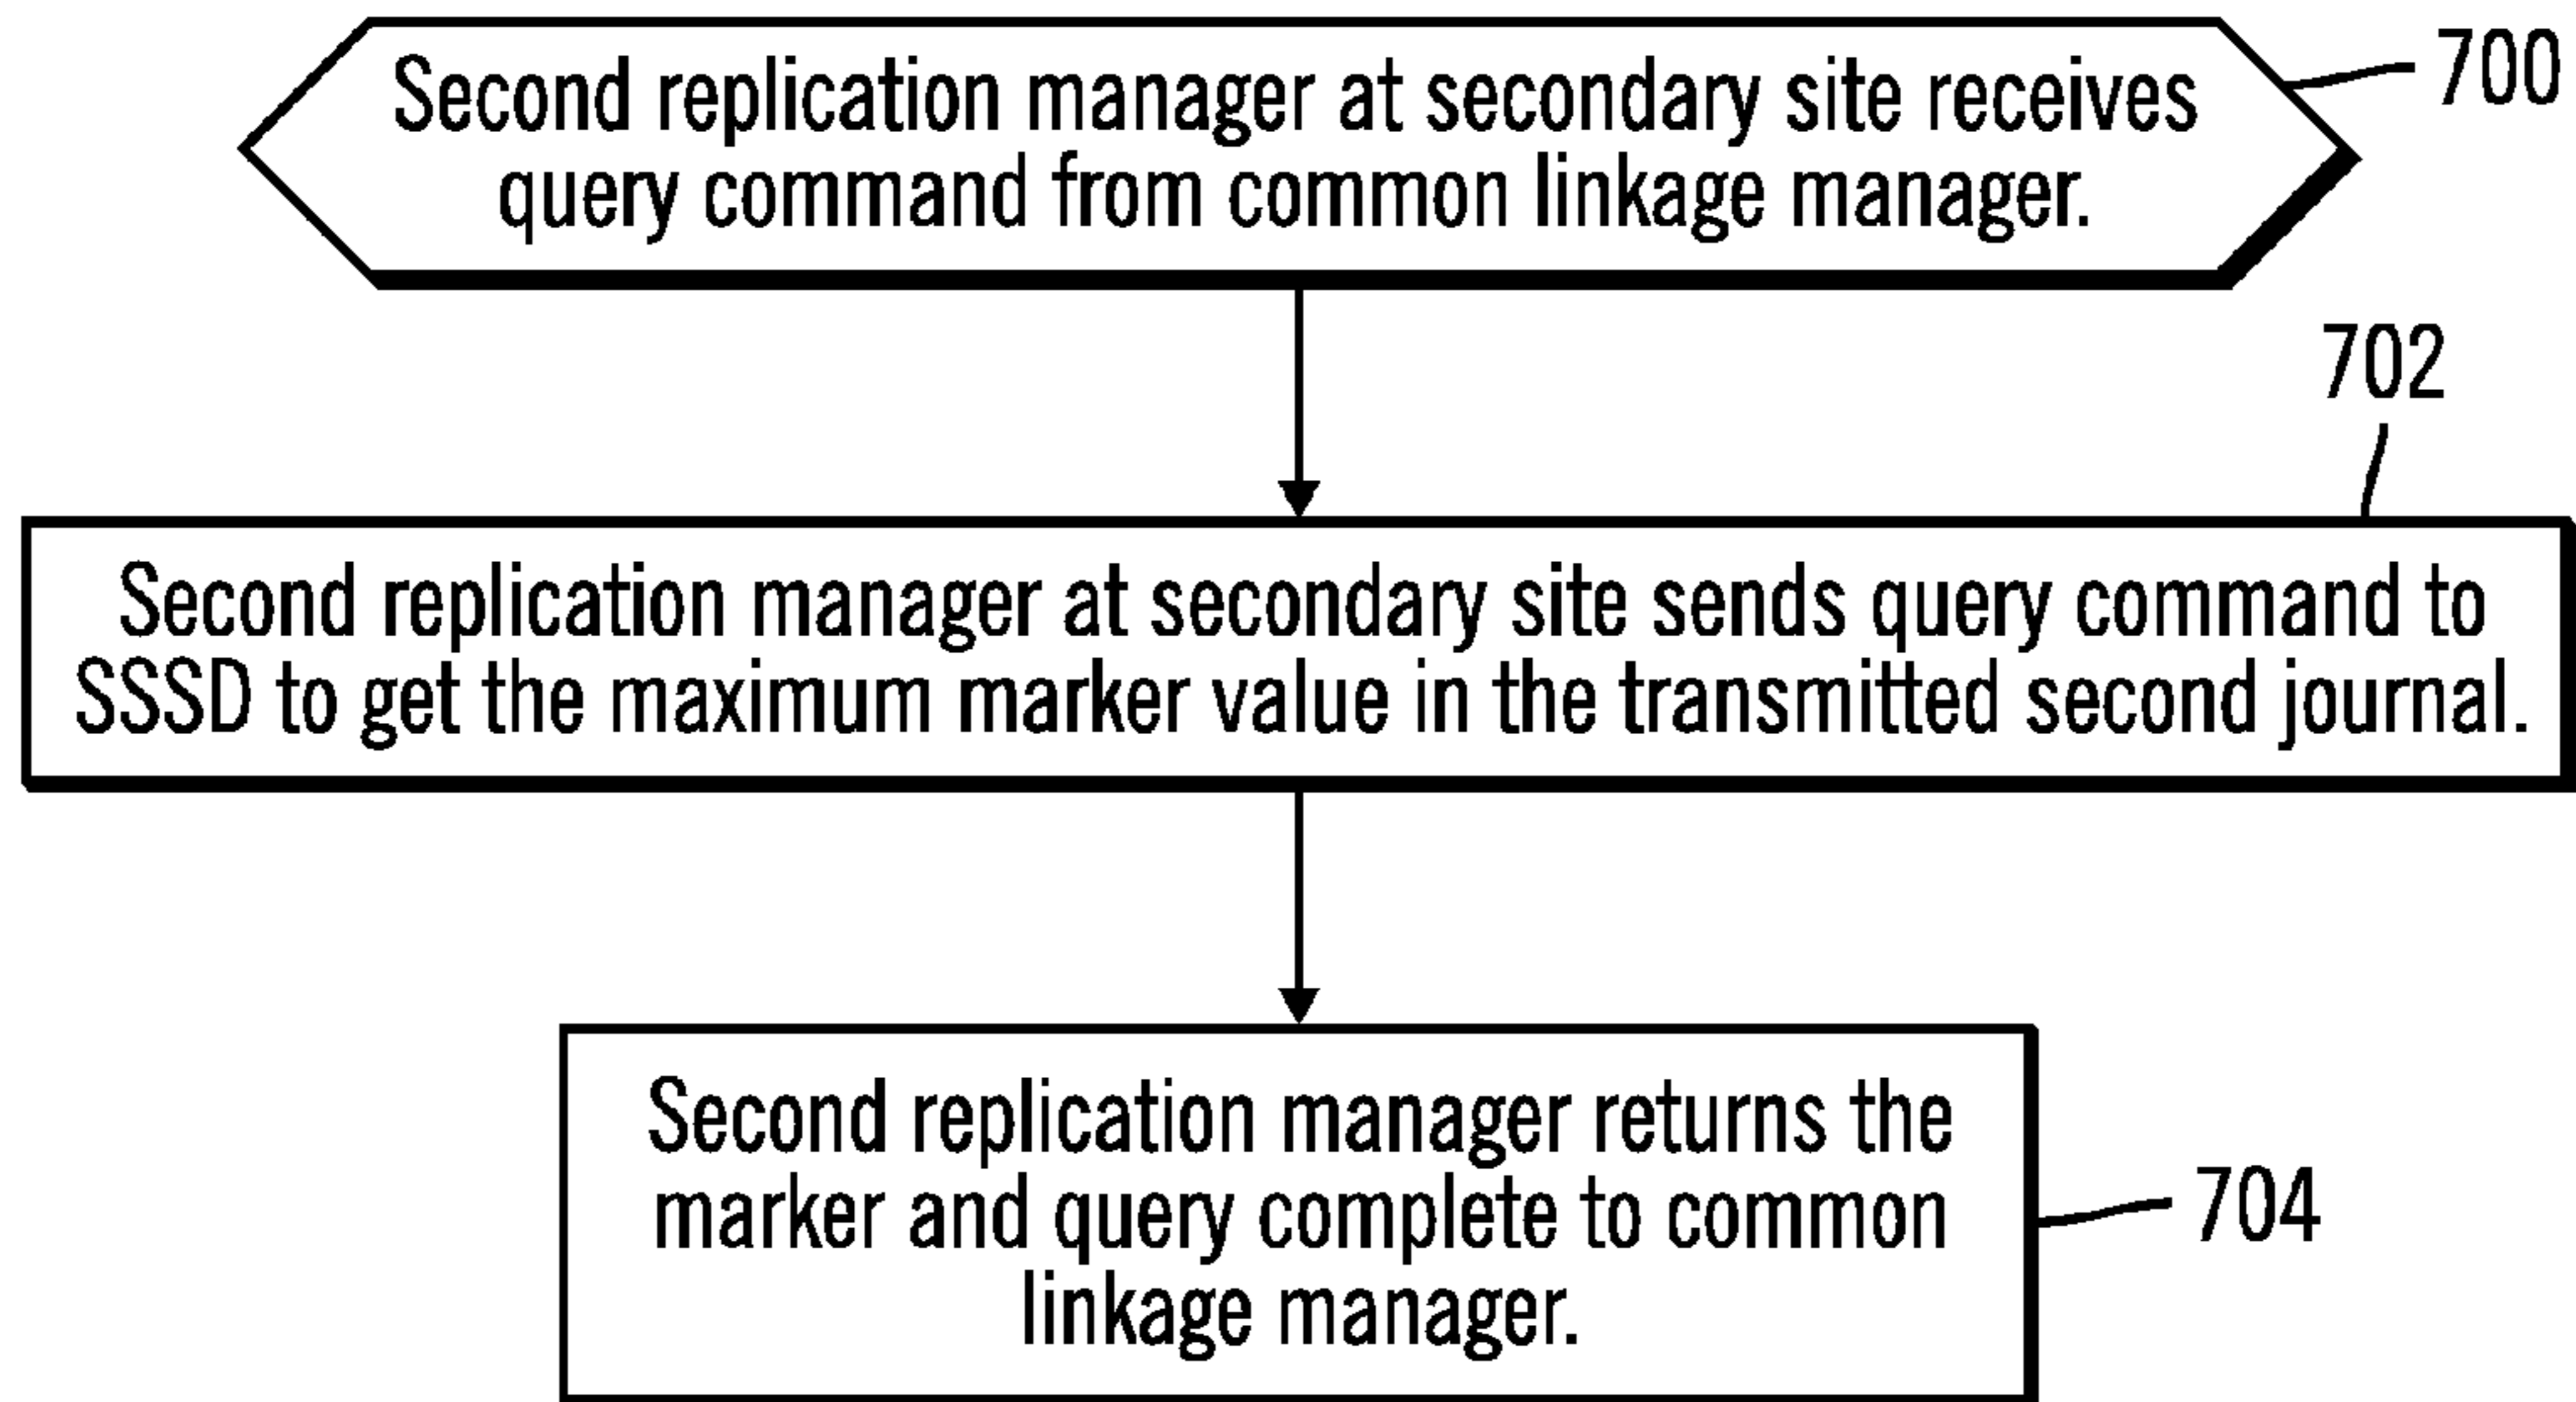 Second replication manager at secondary site receives
query command from common linkage manager.
700
702
Second replication manager at secondary site sends query command to
SSSD to get the maximum marker value in the transmitted second journal.
Second replication manager returns the
marker and query complete to common
linkage manager.
704